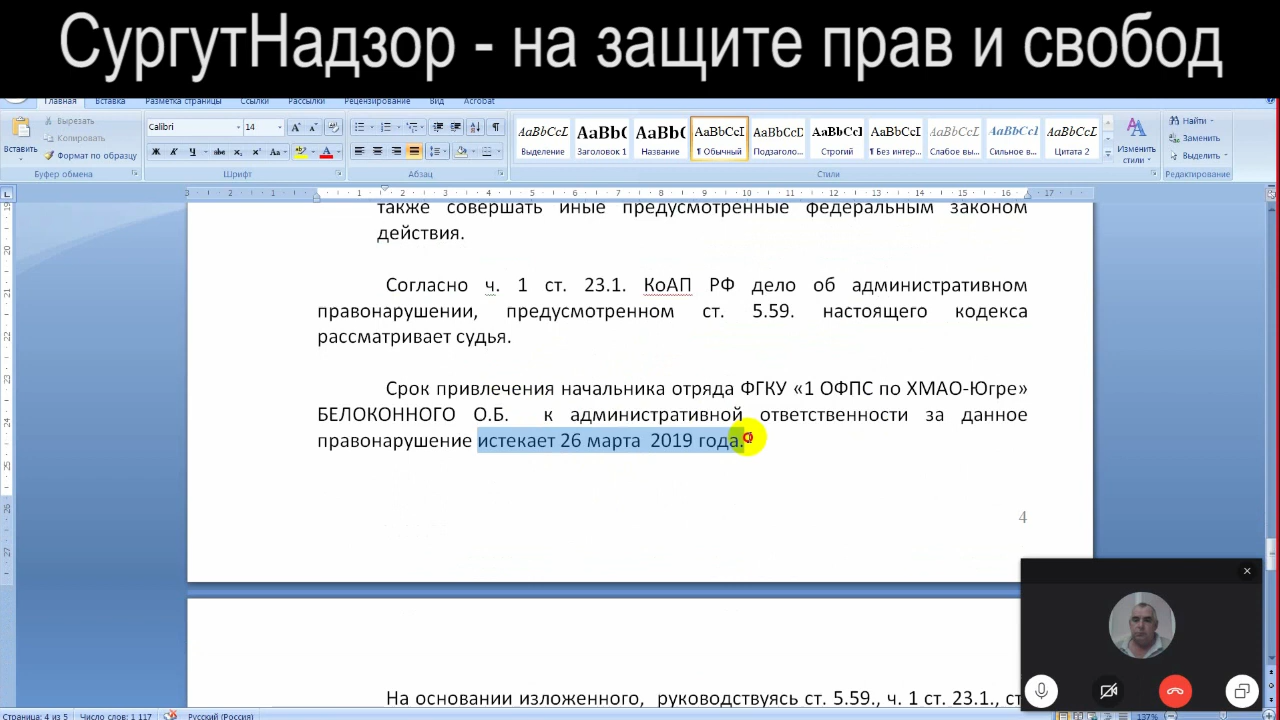 СургутНадзор - на защите прав и свобод
Главная Вставка Разметка страницы Ссылки Рассылки Рецензирование Вид Acrobat
Вставить
Вырезать
Копировать
Формат по образцу
Буфер обмена
Calibri 14
Шрифт
Абзац
Выделение Заголовок 1 Название ¶ Обычный Подзаголо... Строгий ¶ Без интер... Слабое вы... Сильное в... Цитата 2
Изменить стили
Стили
Найти
Заменить
Выделить
Редактирование
также совершать иные предусмотренные федеральным законом
действия.
Согласно ч. 1 ст. 23.1. КоАП РФ дело об административном
правонарушении, предусмотренном ст. 5.59. настоящего кодекса
рассматривает судья.
Срок привлечения начальника отряда ФГКУ «1 ОФПС по ХМАО-Югре»
БЕЛОКОННОГО О.Б. к административной ответственности за данное
правонарушение истекает 26 марта 2019 года.
4
На основании изложенного, руководствуясь ст. 5.59., ч. 1 ст. 23.1., ст
Страница: 4 из 5 Число слов: 1 117 Русский (Россия) 137%